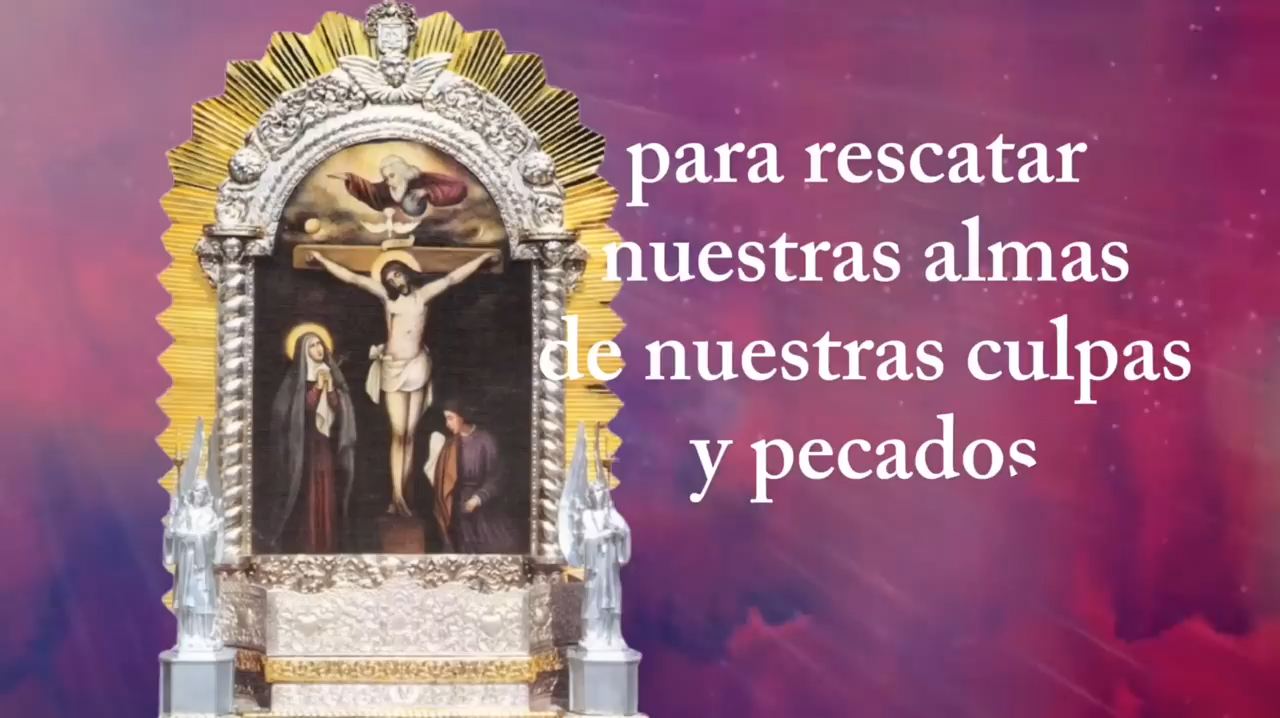 para rescatar
nuestras almas
de nuestras culpas
y pecados